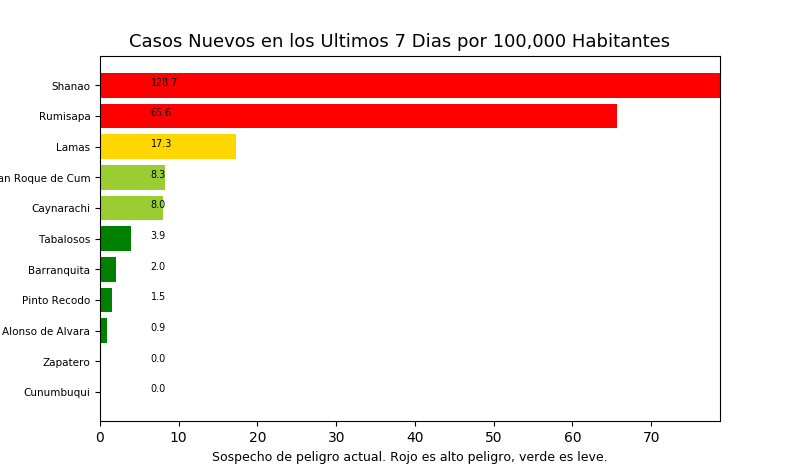 Casos Nuevos en los Ultimos 7 Dias por 100,000 Habitantes
Shanao 128.7
Rumisapa 65.6
Lamas 17.3
an Roque de Cum 8.3
Caynarachi 8.0
Tabalosos 3.9
Barranquita 2.0
Pinto Recodo 1.5
Alonso de Alvara 0.9
Zapatero 0.0
Cunumbuqui 0.0
0 10 20 30 40 50 60 70
Sospecho de peligro actual. Rojo es alto peligro, verde es leve.